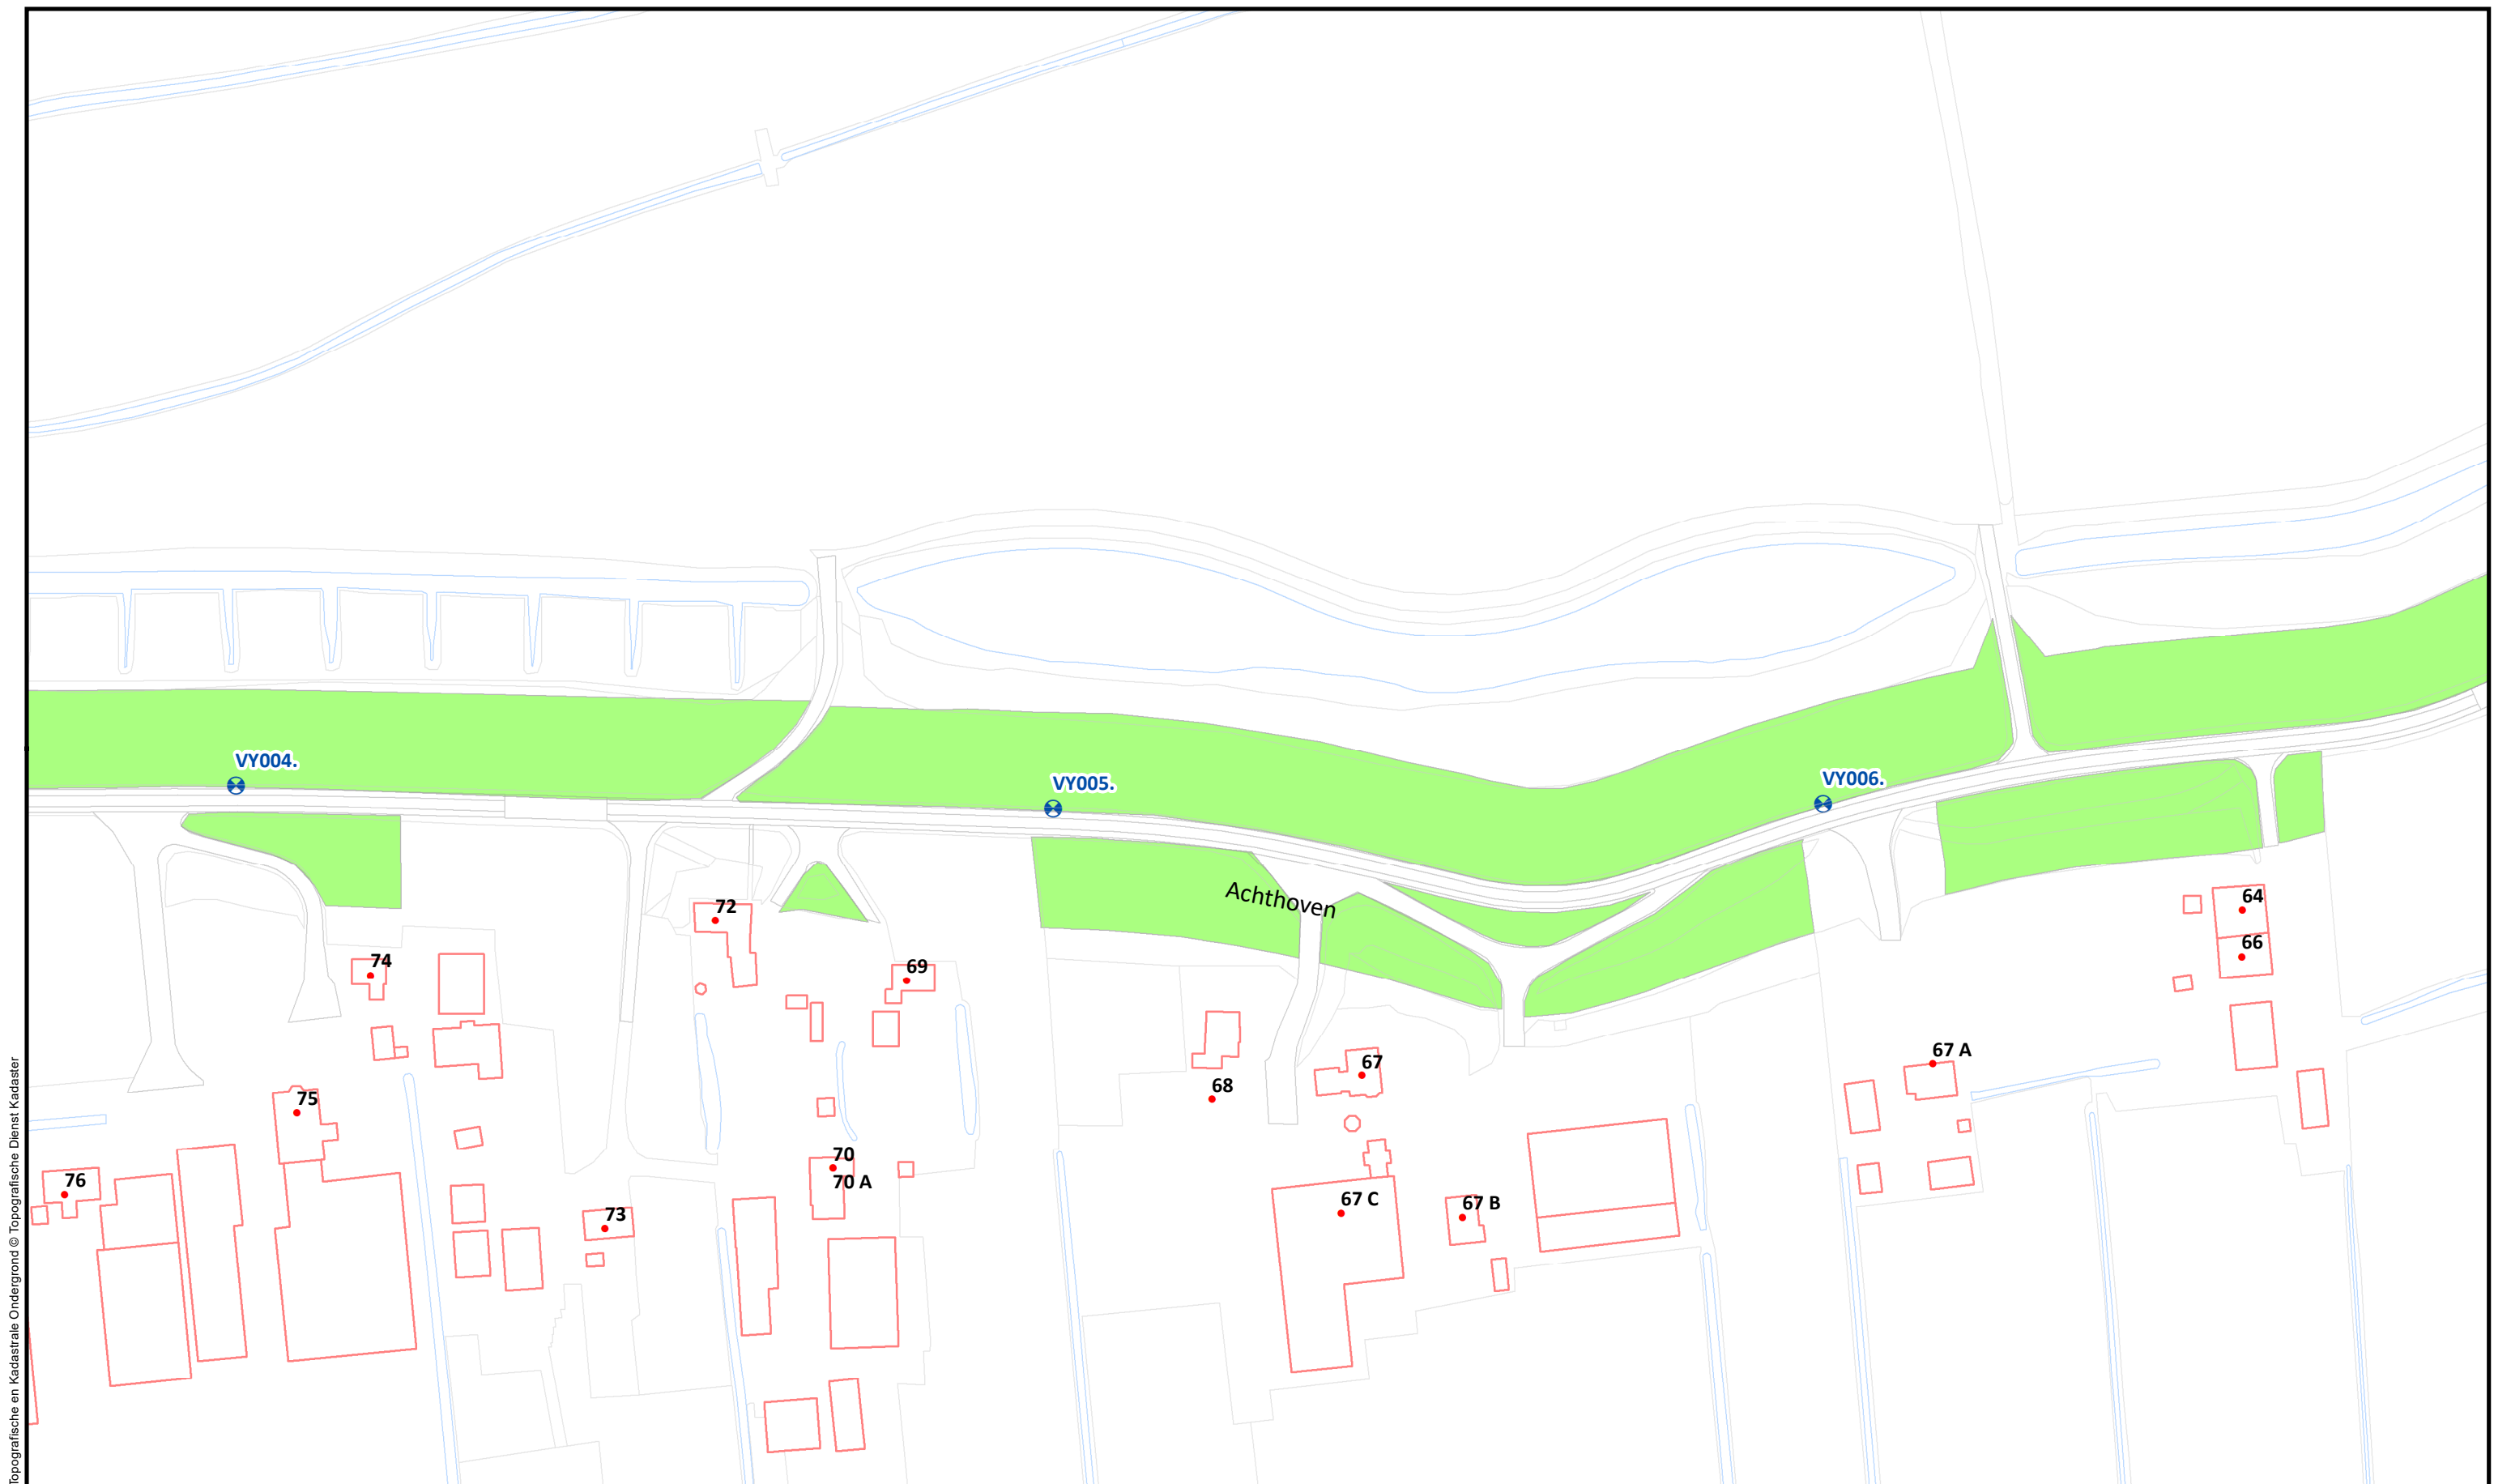 VY004.
VY005.
VY006.
Achthoven
72
74
69
64
66
67 A
67
68
75
70
70 A
76
73
67 C
67 B
Topografische en Kadastrale Ondergrond © Topografische Dienst Kadaster